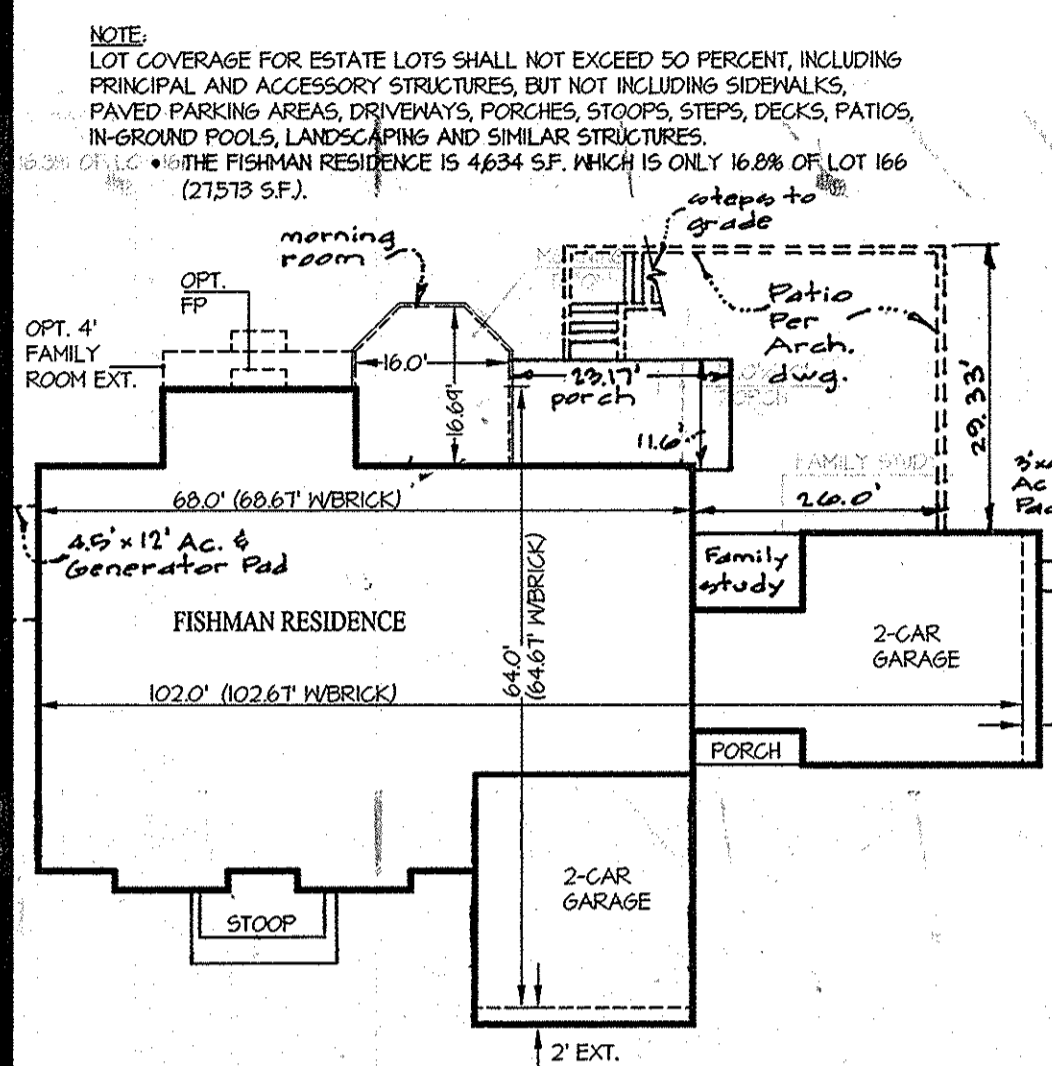 NOTE:
LOT COVERAGE FOR ESTATE LOTS SHALL NOT EXCEED 50 PERCENT, INCLUDING
PRINCIPAL AND ACCESSORY STRUCTURES, BUT NOT INCLUDING SIDEWALKS,
PAVED PARKING AREAS, DRIVEWAYS, PORCHES, STOOPS, STEPS, DECKS, PATIOS,
IN-GROUND POOLS, LANDSCAPING AND SIMILAR STRUCTURES.
• THE FISHMAN RESIDENCE IS 4,634 S.F. WHICH IS ONLY 16.8% OF LOT 166
(27,573 S.F.).
steps to
grade
morning
room
OPT.
FP
Patio
Per
Arch.
dwg.
OPT. 4'
FAMILY
ROOM EXT.
16.0'
16.69'
23.17'
porch
11.6'
29.33'
FAMILY STUDY
68.0' (68.67' W/BRICK)
26.0'
4.5' x 12' Ac. &
Generator Pad
Family
study
FISHMAN RESIDENCE
64.0'
(64.67' W/BRICK)
2-CAR
GARAGE
102.0' (102.67' W/BRICK)
PORCH
2-CAR
GARAGE
STOOP
2' EXT.